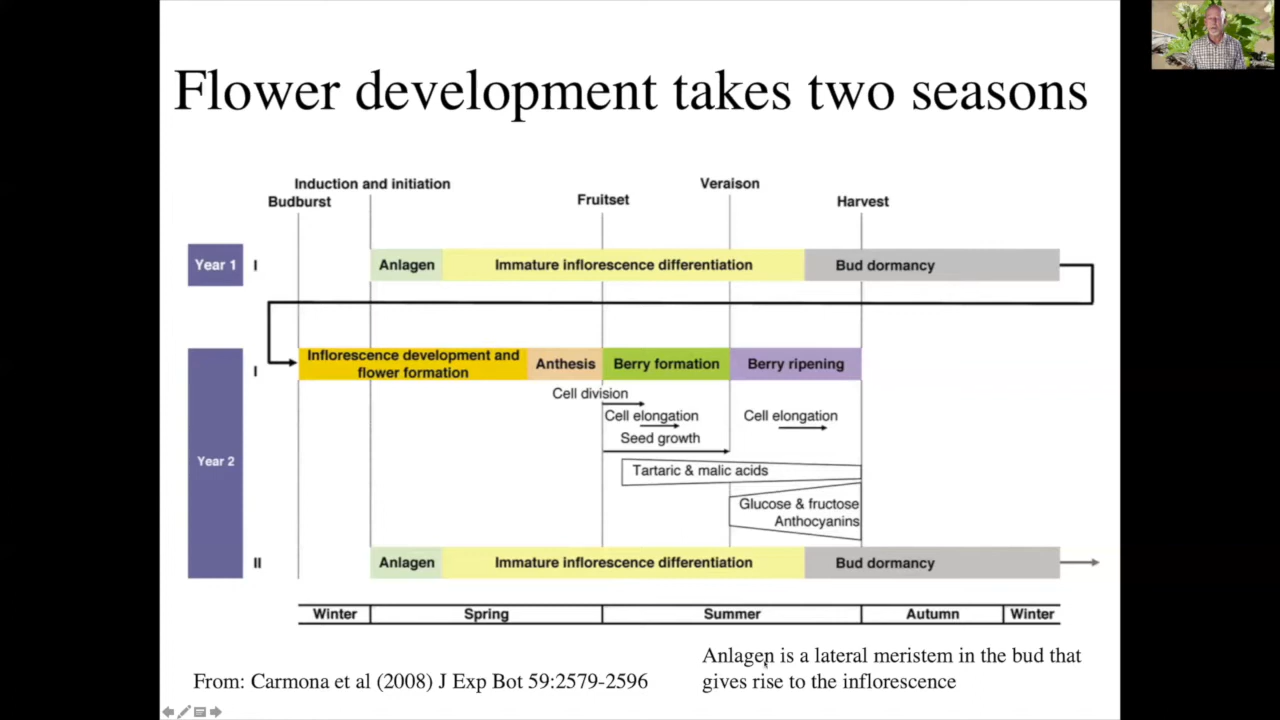 Flower development takes two seasons
Induction and initiation
Veraison
Budburst
Fruitset
Harvest
Year 1
I
Anlagen
Immature inflorescence differentiation
Bud dormancy
Year 2
I
Inflorescence development and
flower formation
Anthesis
Berry formation
Berry ripening
Cell division
Cell elongation
Cell elongation
Seed growth
Tartaric & malic acids
Glucose & fructose
Anthocyanins
II
Anlagen
Immature inflorescence differentiation
Bud dormancy
Winter
Spring
Summer
Autumn
Winter
Anlagen is a lateral meristem in the bud that
gives rise to the inflorescence
From: Carmona et al (2008) J Exp Bot 59:2579-2596